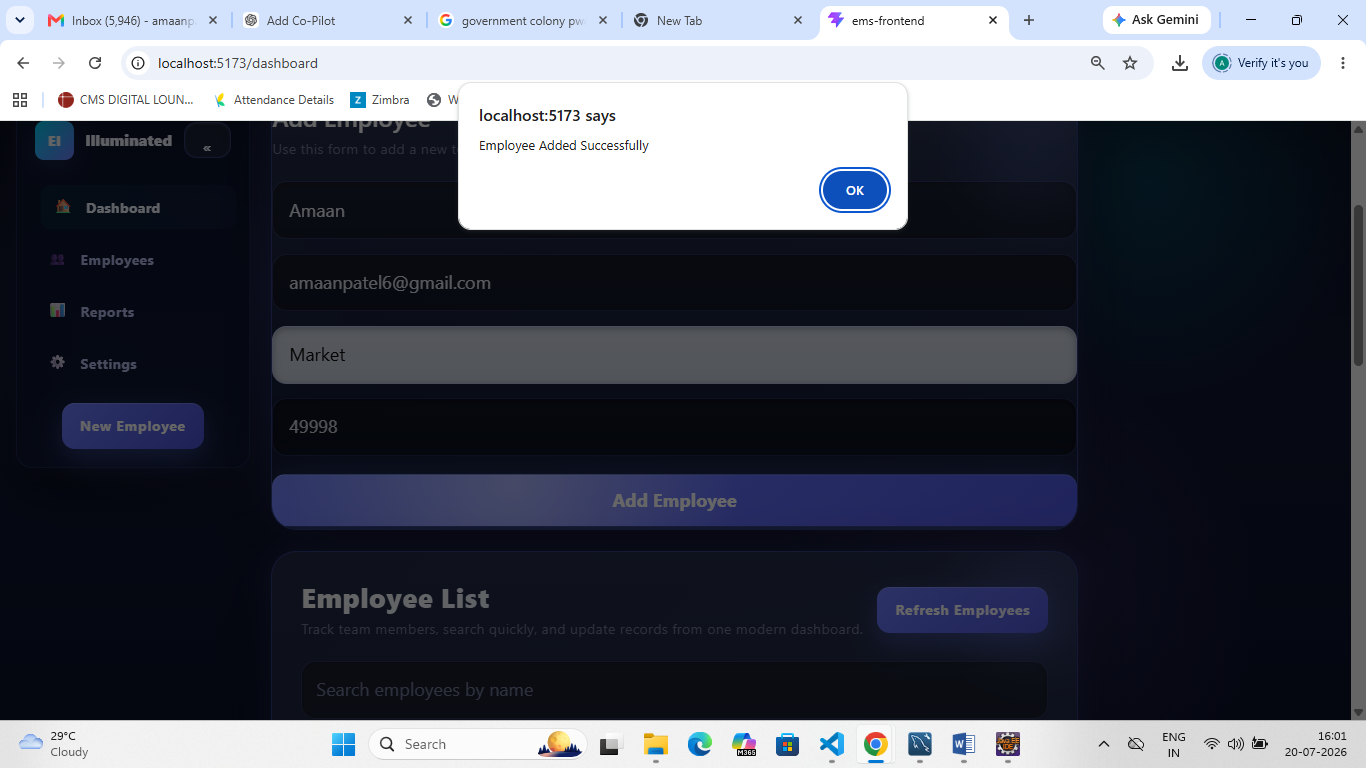 Inbox (5,946) - amaanp
Add Co-Pilot
government colony pw
New Tab
ems-frontend
Ask Gemini
localhost:5173/dashboard
A
Verify it's you
CMS DIGITAL LOUN...
Attendance Details
Z
Zimbra
W
localhost:5173 says
Employee Added Successfully
OK
EI
Illuminated
«
Dashboard
Employees
Reports
Settings
New Employee
Add Employee
Use this form to add a new t
Amaan
amaanpatel6@gmail.com
Market
49998
Add Employee
Employee List
Refresh Employees
Track team members, search quickly, and update records from one modern dashboard.
Search employees by name
29°C
Cloudy
Search
M365
ENG
IN
16:01
20-07-2026